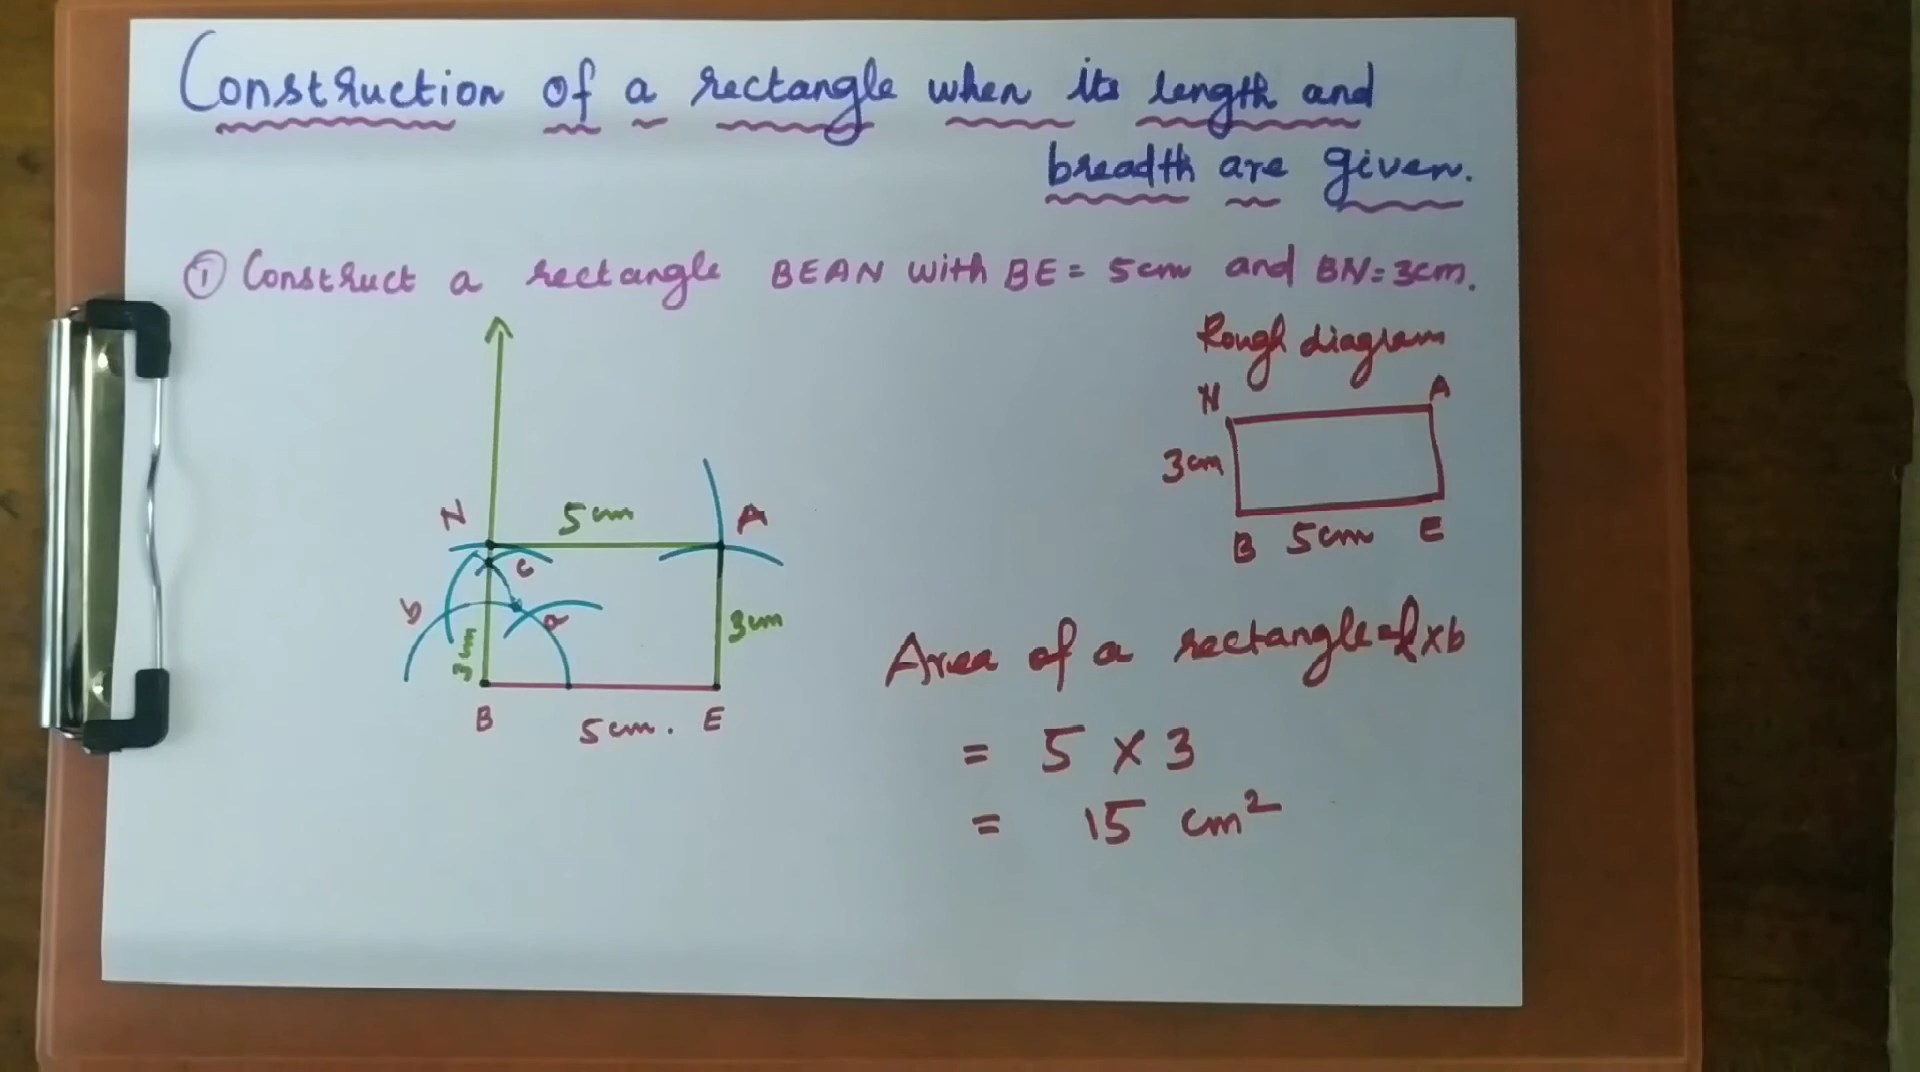 Construction of a rectangle when its length and
breadth are given.
① Construct a rectangle BEAN with BE = 5cm and BN = 3cm.
Rough diagram
N A
3cm
B 5cm E
N 5cm A
c
b a
3cm 3cm
B 5cm. E
Area of a rectangle = l×b
= 5 × 3
= 15 cm²